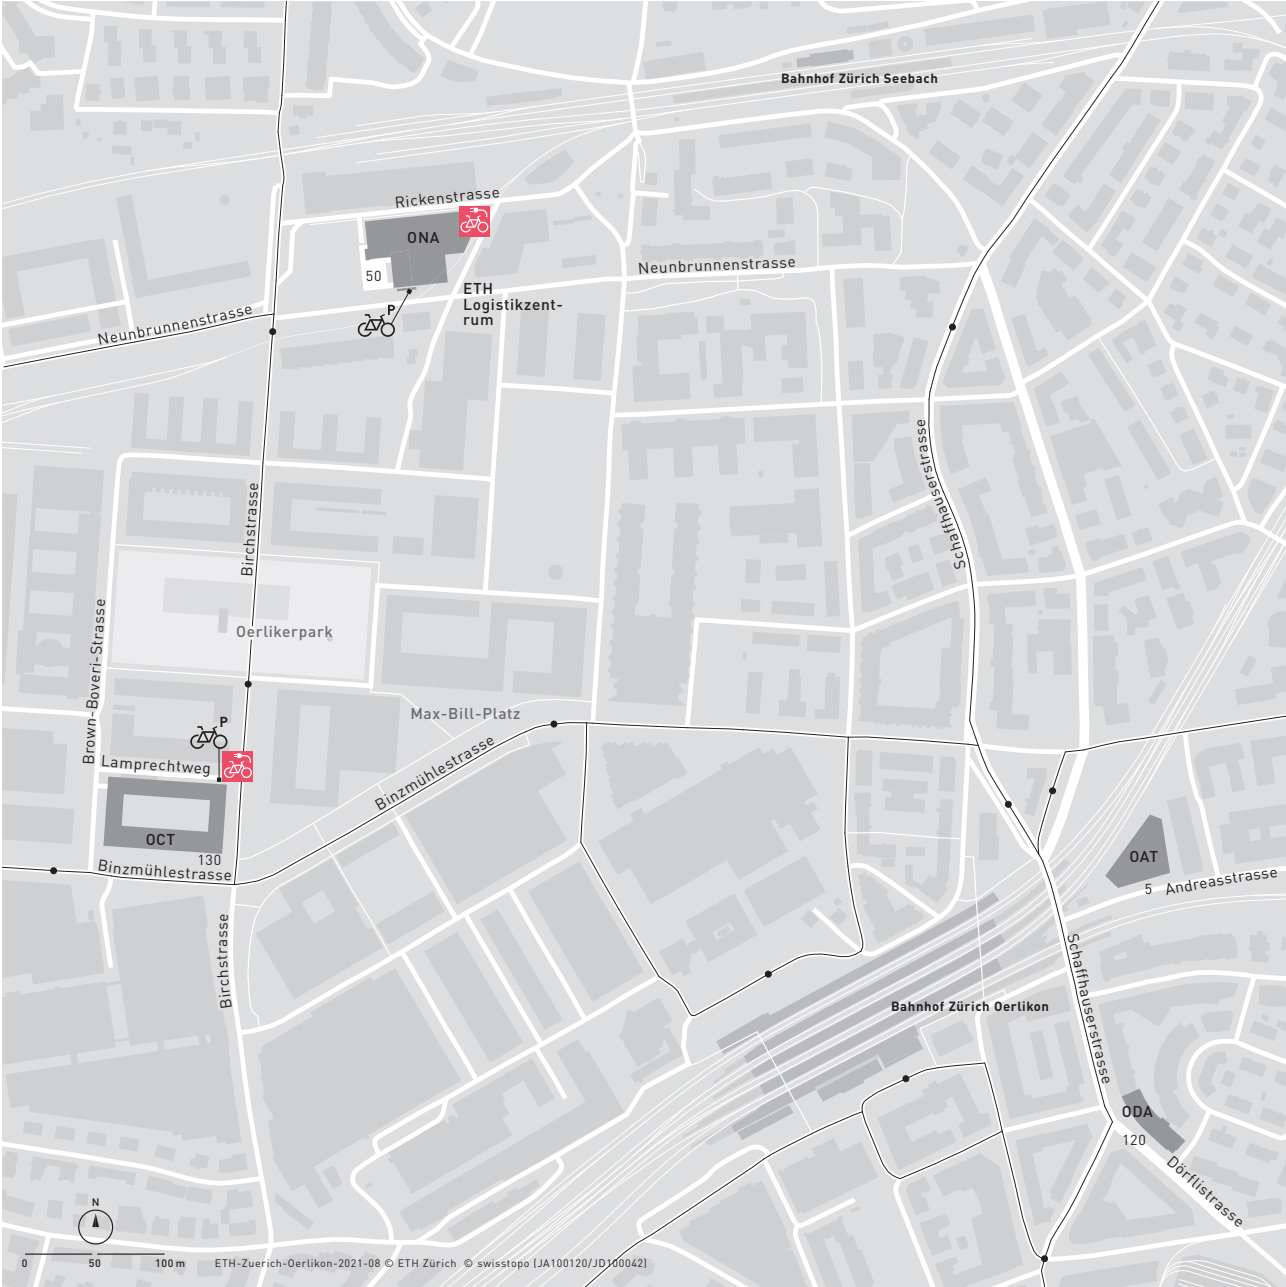 Bahnhof Zürich Seebach
Rickenstrasse
ONA
50
Neunbrunnenstrasse
ETH
Logistikzent-
rum
P
Neunbrunnenstrasse
Schaffhauserstrasse
Birchstrasse
Oerlikerpark
Brown-Boveri-Strasse
Max-Bill-Platz
P
Lamprechtweg
Binzmühlestrasse
OCT
130
Binzmühlestrasse
OAT
5
Andreasstrasse
Birchstrasse
Schaffhauserstrasse
Bahnhof Zürich Oerlikon
ODA
120
Dörflistrasse
N
0 50 100 m
ETH-Zuerich-Oerlikon-2021-08 © ETH Zürich © swisstopo (JA100120/JD100042)